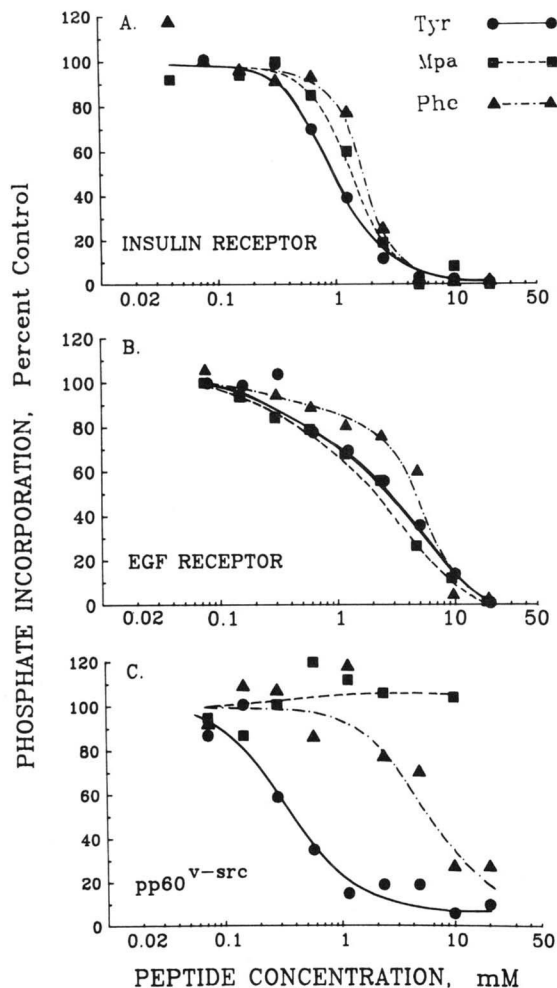 A.
Tyr
Mpa
Phe
120
100
80
60
40
20
0
INSULIN RECEPTOR
0.02 0.1 1 10 50
B.
120
100
80
60
40
20
0
EGF RECEPTOR
0.02 0.1 1 10 50
C.
120
100
80
60
40
20
0
pp60 v-src
0.02 0.1 1 10 50
PHOSPHATE INCORPORATION, Percent Control
PEPTIDE CONCENTRATION, mM